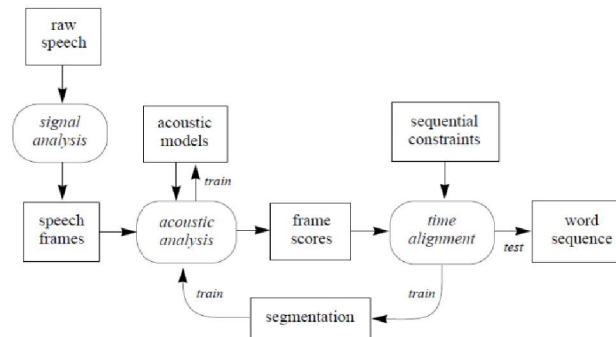 raw
speech
signal
analysis
acoustic
models
sequential
constraints
train
speech
frames
acoustic
analysis
frame
scores
time
alignment
test
word
sequence
train
train
segmentation